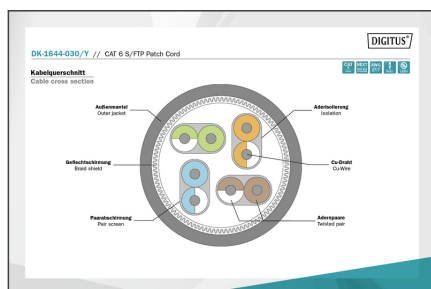 DIGITUS®
DK-1644-030/Y // CAT 6 S/FTP Patch Cord
Kabelquerschnitt
Cable cross section
Außenmantel
Outer jacket
Aderisolierung
Isolation
Geflechtschirmung
Braid shield
Cu-Draht
Cu-Wire
Paarabschirmung
Pair screen
Adernpaare
Twisted pair